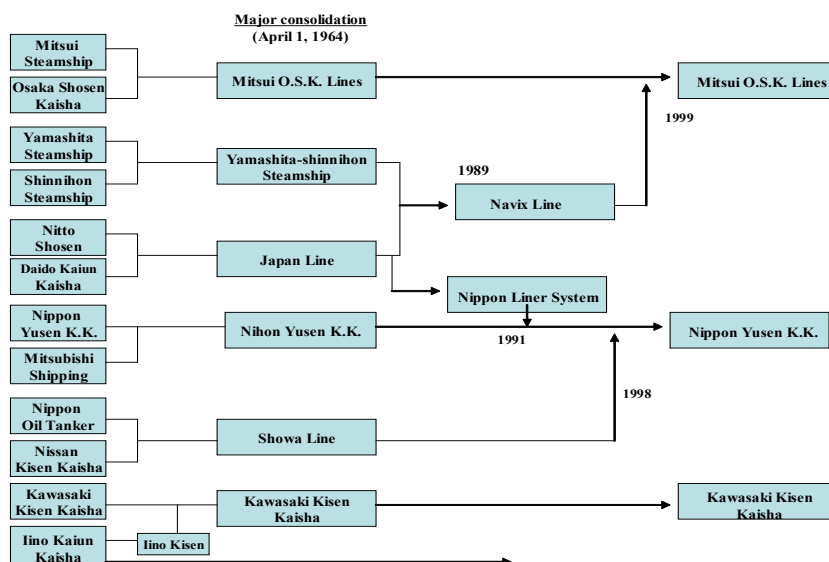 Major consolidation
(April 1, 1964)
Mitsui
Steamship
Osaka Shosen
Kaisha
Mitsui O.S.K. Lines
Mitsui O.S.K. Lines
1999
Yamashita
Steamship
Shinnihon
Steamship
Yamashita-shinnihon
Steamship
1989
Navix Line
Nitto
Shosen
Daido Kaiun
Kaisha
Japan Line
Nippon Liner System
Nippon
Yusen K.K.
Mitsubishi
Shipping
Nihon Yusen K.K.
1991
Nippon Yusen K.K.
1998
Nippon
Oil Tanker
Nissan
Kisen Kaisha
Showa Line
Kawasaki
Kisen Kaisha
Iino Kaiun
Kaisha
Iino Kisen
Kawasaki Kisen
Kaisha
Kawasaki Kisen
Kaisha